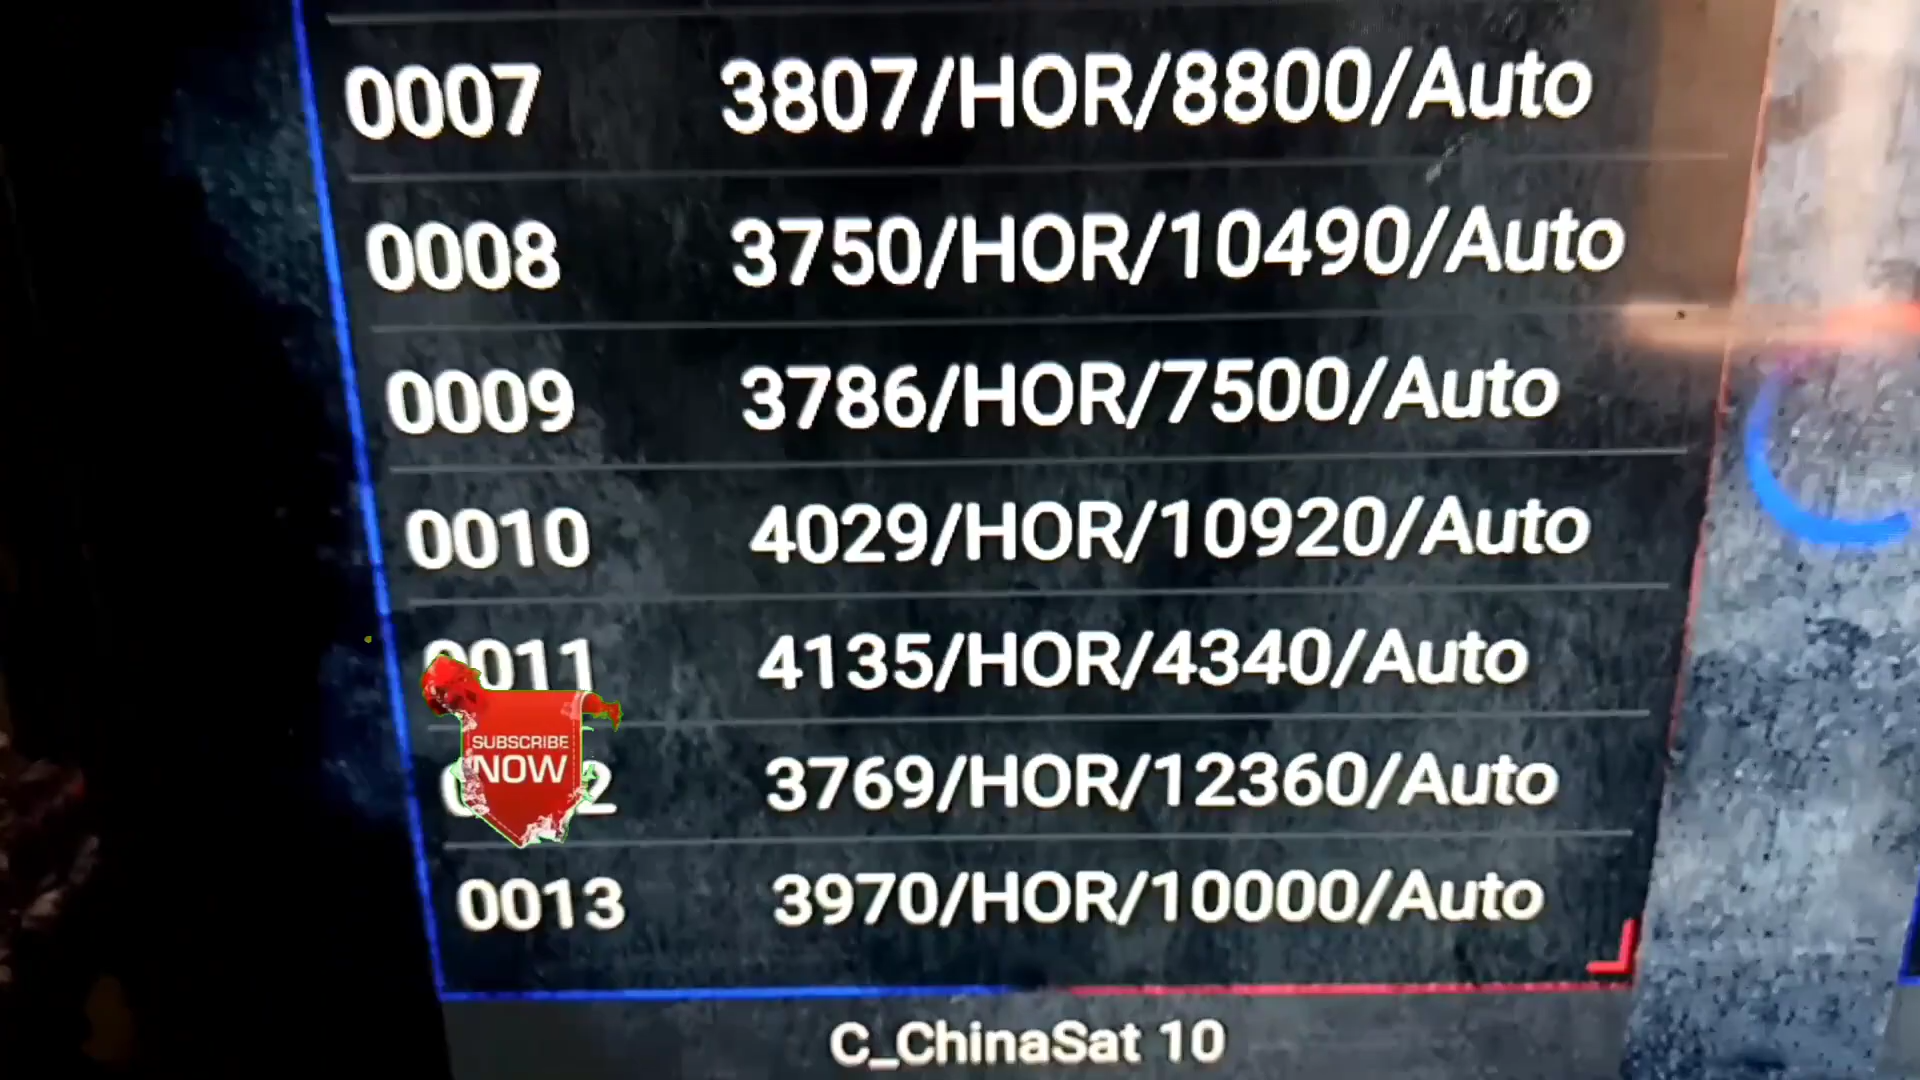 0007 3807/HOR/8800/Auto
0008 3750/HOR/10490/Auto
0009 3786/HOR/7500/Auto
0010 4029/HOR/10920/Auto
0011 4135/HOR/4340/Auto
3769/HOR/12360/Auto
SUBSCRIBE
NOW
0013 3970/HOR/10000/Auto
C_ChinaSat 10